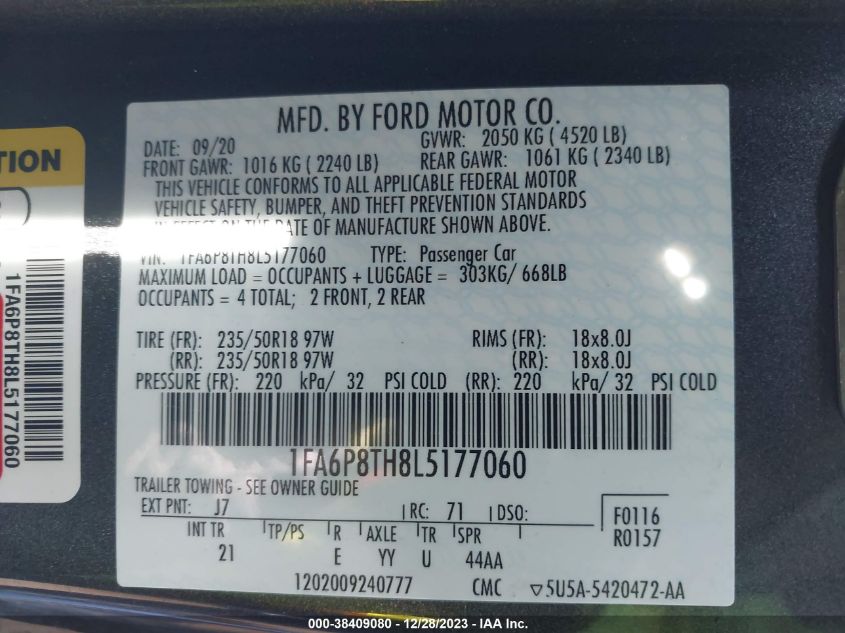 MFD. BY FORD MOTOR CO.
DATE: 09/20 GVWR: 2050 KG ( 4520 LB)
FRONT GAWR: 1016 KG ( 2240 LB) REAR GAWR: 1061 KG ( 2340 LB)
THIS VEHICLE CONFORMS TO ALL APPLICABLE FEDERAL MOTOR
VEHICLE SAFETY, BUMPER, AND THEFT PREVENTION STANDARDS
IN EFFECT ON THE DATE OF MANUFACTURE SHOWN ABOVE.
VIN: 1FA6P8TH8L5177060 TYPE: Passenger Car
MAXIMUM LOAD = OCCUPANTS + LUGGAGE = 303KG/ 668LB
OCCUPANTS = 4 TOTAL; 2 FRONT, 2 REAR
TIRE (FR): 235/50R18 97W RIMS (FR): 18x8.0J
(RR): 235/50R18 97W (RR): 18x8.0J
PRESSURE (FR): 220 kPa/ 32 PSI COLD (RR): 220 kPa/ 32 PSI COLD
1FA6P8TH8L5177060
TRAILER TOWING - SEE OWNER GUIDE
EXT PNT: J7 RC: 71 DSO: F0116
R0157
INT TR TP/PS R AXLE TR SPR
21 E YY U 44AA
1202009240777 CMC ▽5U5A-5420472-AA
TION
1FA6P8TH8L5177060
000-38409080 - 12/28/2023 - IAA Inc.